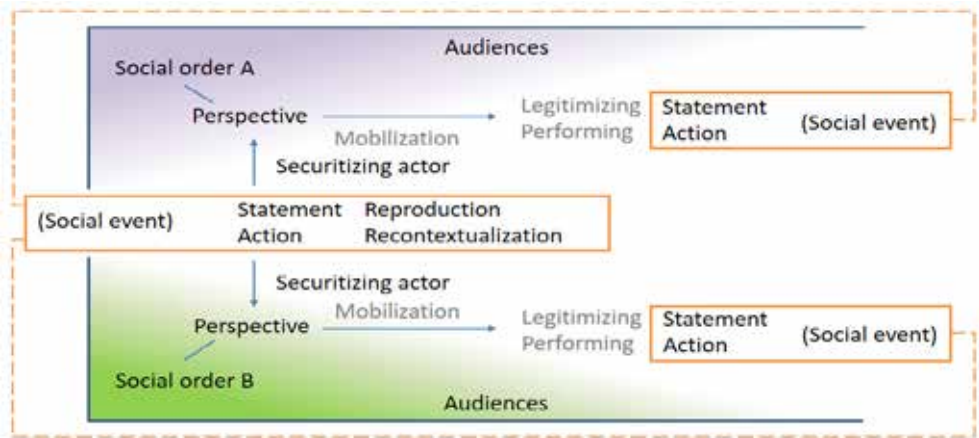 Audiences
Social order A
Perspective
Mobilization
Legitimizing
Performing
Statement
Action
(Social event)
Securitizing actor
(Social event)
Statement
Action
Reproduction
Recontextualization
Securitizing actor
Mobilization
Perspective
Legitimizing
Performing
Statement
Action
(Social event)
Social order B
Audiences